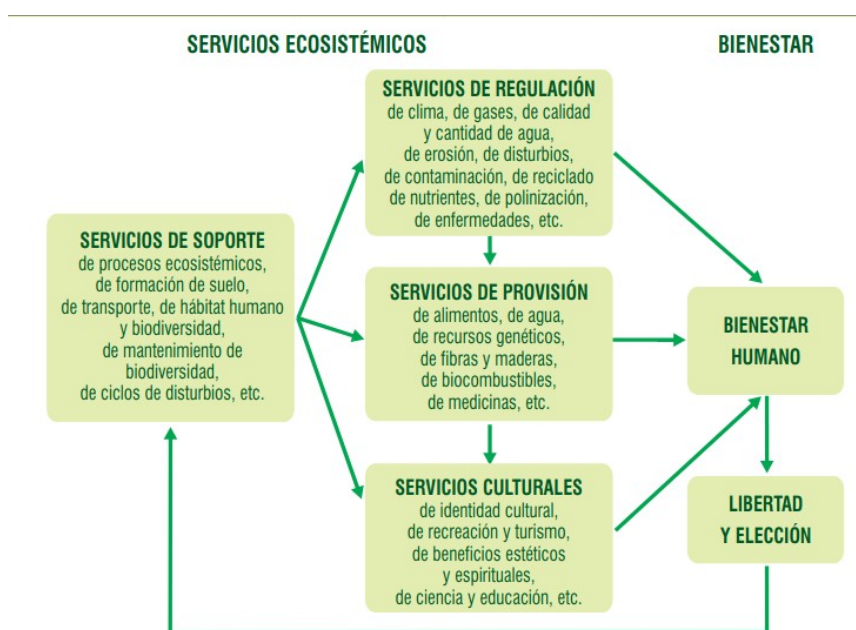 SERVICIOS ECOSISTÉMICOS
BIENESTAR
SERVICIOS DE REGULACIÓN
de clima, de gases, de calidad
y cantidad de agua,
de erosión, de disturbios,
de contaminación, de reciclado
de nutrientes, de polinización,
de enfermedades, etc.
SERVICIOS DE SOPORTE
de procesos ecosistémicos,
de formación de suelo,
de transporte, de hábitat humano
y biodiversidad,
de mantenimiento de
biodiversidad,
de ciclos de disturbios, etc.
SERVICIOS DE PROVISIÓN
de alimentos, de agua,
de recursos genéticos,
de fibras y maderas,
de biocombustibles,
de medicinas, etc.
BIENESTAR
HUMANO
SERVICIOS CULTURALES
de identidad cultural,
de recreación y turismo,
de beneficios estéticos
y espirituales,
de ciencia y educación, etc.
LIBERTAD
Y ELECCIÓN